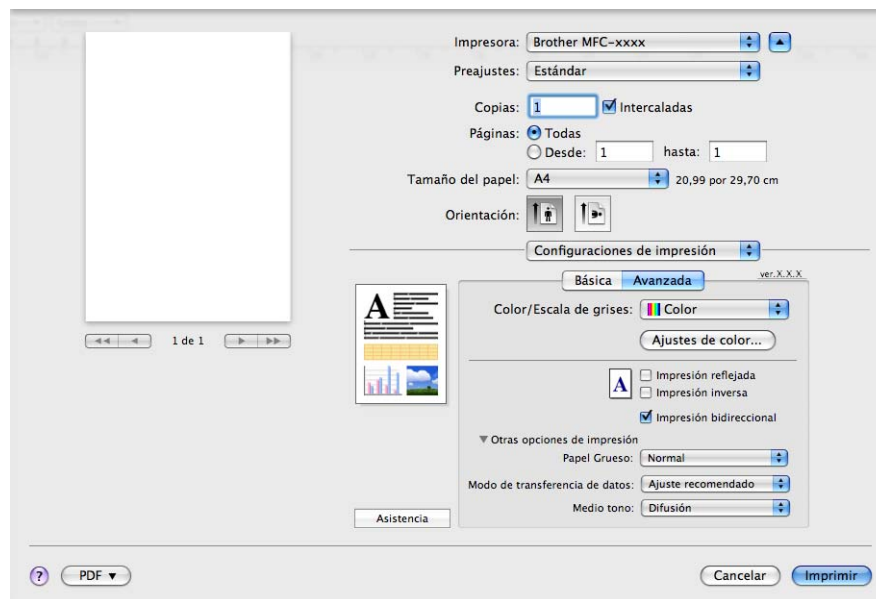 Impresora: Brother MFC-xxxx
Preajustes: Estándar
Copias: 1 Intercaladas
Páginas: Todas
Desde: 1 hasta: 1
Tamaño del papel: A4 20,99 por 29,70 cm
Orientación:
Configuraciones de impresión
Básica Avanzada ver.X.X.X
Color/Escala de grises: Color
Ajustes de color...
1 de 1
A
A
Impresión reflejada
Impresión inversa
Impresión bidireccional
Otras opciones de impresión
Papel Grueso: Normal
Modo de transferencia de datos: Ajuste recomendado
Medio tono: Difusión
Asistencia
? PDF Cancelar Imprimir